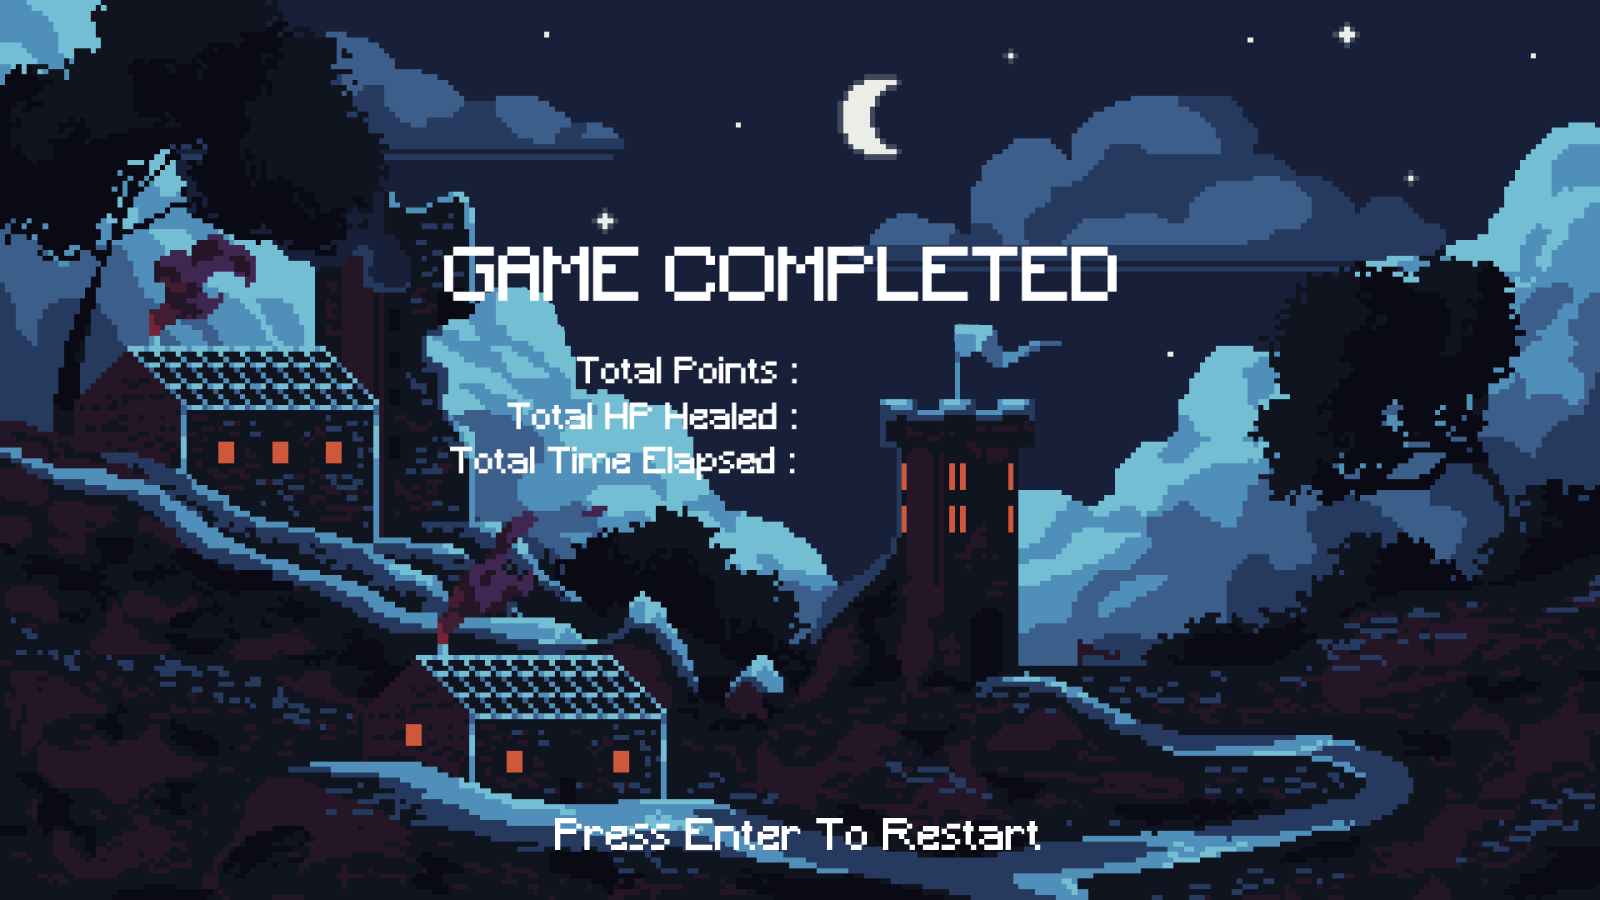 GAME COMPLETED
Total Points :
Total HP Healed :
Total Time Elapsed :
Press Enter To Restart